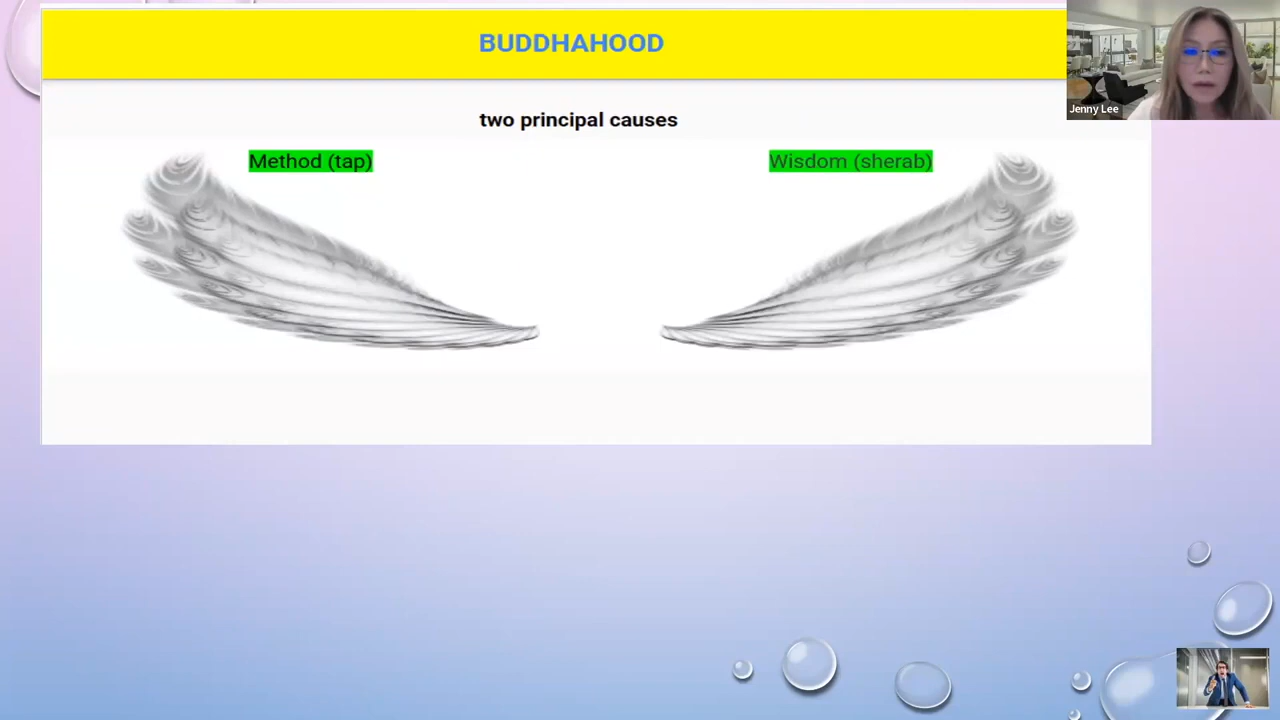 BUDDHAHOOD
Jenny Lee
two principal causes
Method (tap)
Wisdom (sherab)